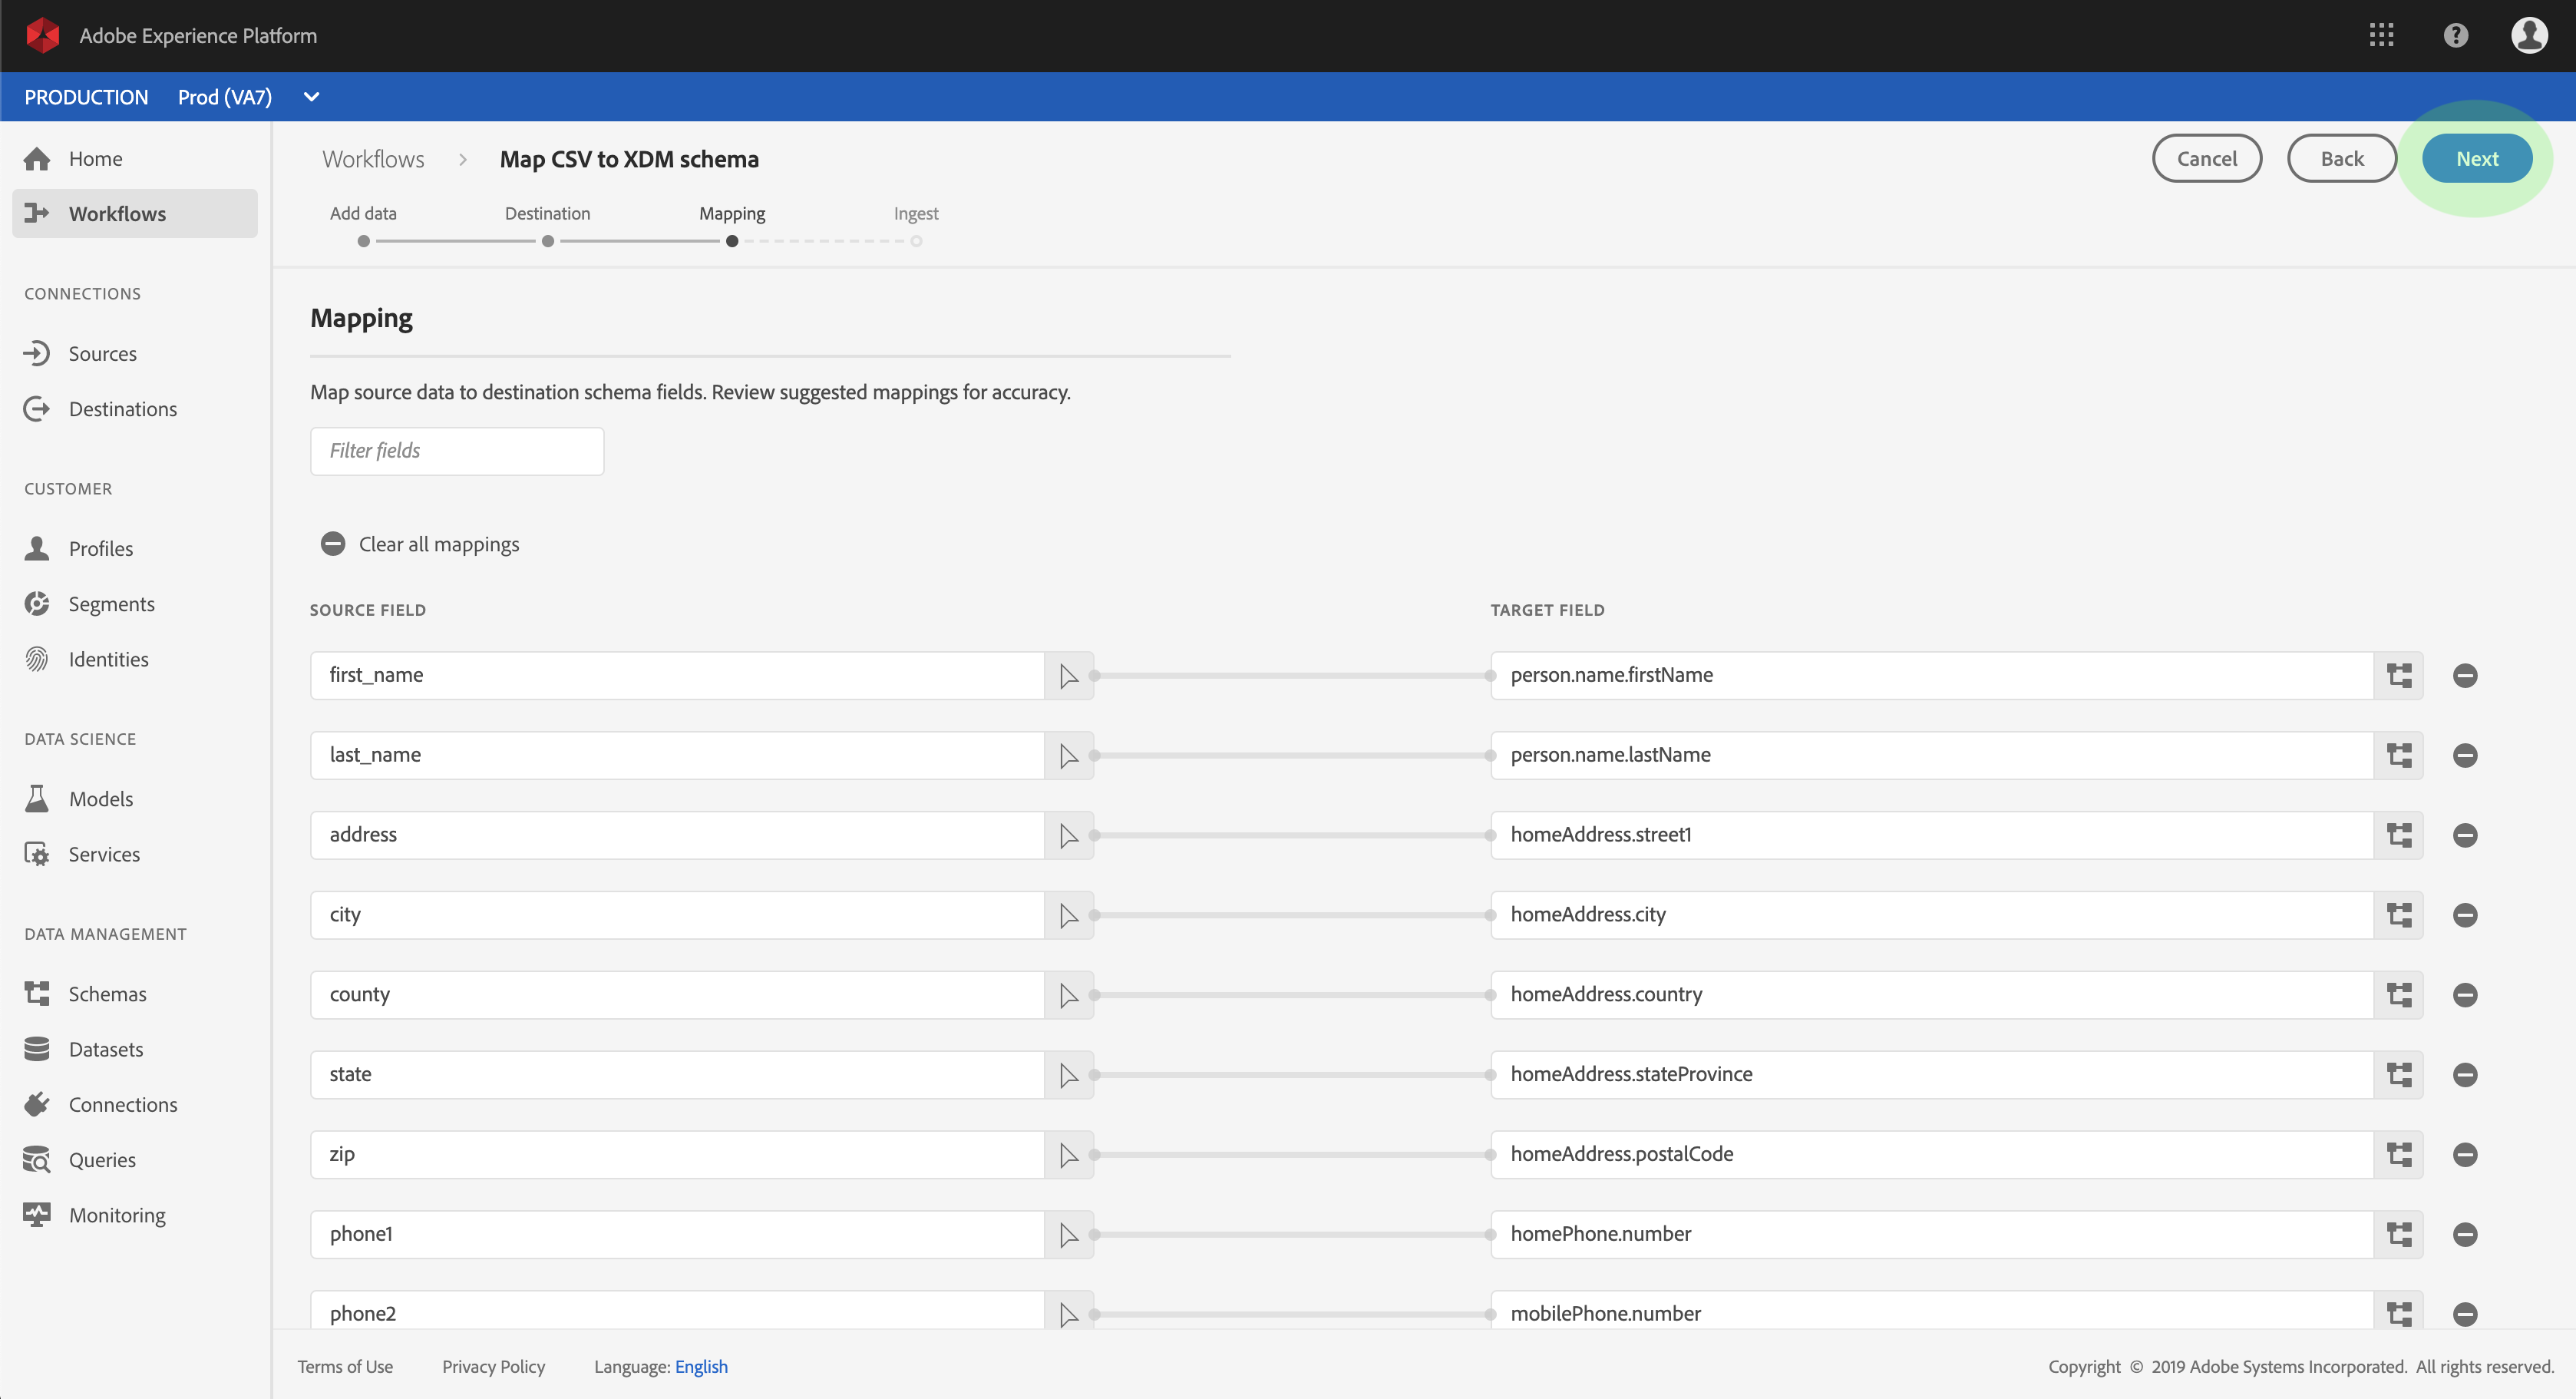 Adobe Experience Platform
PRODUCTION Prod (VA7)
Home
Workflows
CONNECTIONS
Sources
Destinations
CUSTOMER
Profiles
Segments
Identities
DATA SCIENCE
Models
Services
DATA MANAGEMENT
Schemas
Datasets
Connections
Queries
Monitoring
Workflows > Map CSV to XDM schema
Cancel Back Next
Add data Destination Mapping Ingest
Mapping
Map source data to destination schema fields. Review suggested mappings for accuracy.
Filter fields
Clear all mappings
SOURCE FIELD TARGET FIELD
first_name person.name.firstName
last_name person.name.lastName
address homeAddress.street1
city homeAddress.city
county homeAddress.country
state homeAddress.stateProvince
zip homeAddress.postalCode
phone1 homePhone.number
phone2 mobilePhone.number
Terms of Use Privacy Policy Language: English Copyright © 2019 Adobe Systems Incorporated. All rights reserved.